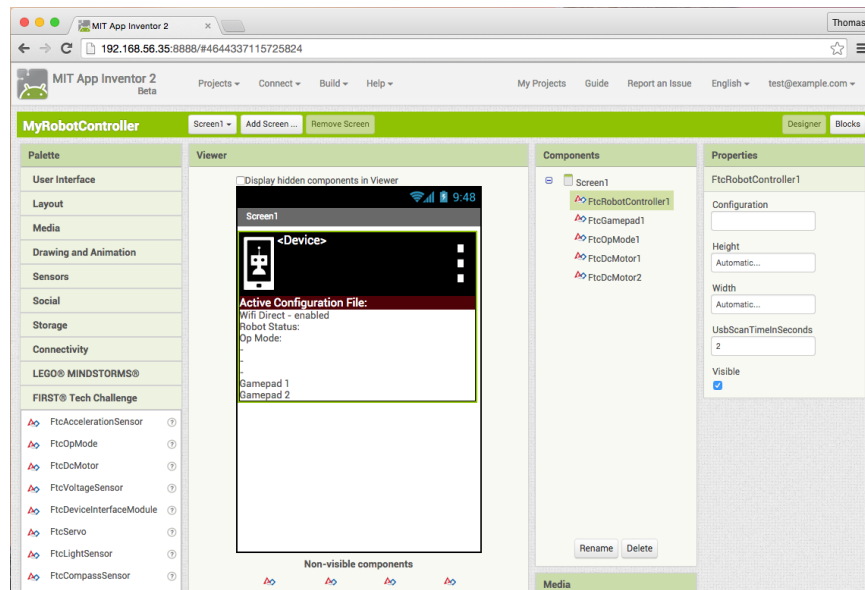 MIT App Inventor 2
Thomas
192.168.56.35:8888/#4644337115725824
MIT App Inventor 2
Beta
Projects Connect Build Help My Projects Guide Report an Issue English test@example.com
MyRobotController Screen1 Add Screen ... Remove Screen Designer Blocks
Palette
User Interface
Layout
Media
Drawing and Animation
Sensors
Social
Storage
Connectivity
LEGO® MINDSTORMS®
FIRST® Tech Challenge
FtcAccelerationSensor
FtcOpMode
FtcDcMotor
FtcVoltageSensor
FtcDeviceInterfaceModule
FtcServo
FtcLightSensor
FtcCompassSensor
Viewer
Display hidden components in Viewer
9:48
Screen1
<Device>
Active Configuration File:
Wifi Direct - enabled
Robot Status:
Op Mode:
-
-
-
Gamepad 1
Gamepad 2
Non-visible components
Components
Screen1
FtcRobotController1
FtcGamepad1
FtcOpMode1
FtcDcMotor1
FtcDcMotor2
Rename Delete
Media
Properties
FtcRobotController1
Configuration
Height
Automatic...
Width
Automatic...
UsbScanTimeInSeconds
2
Visible